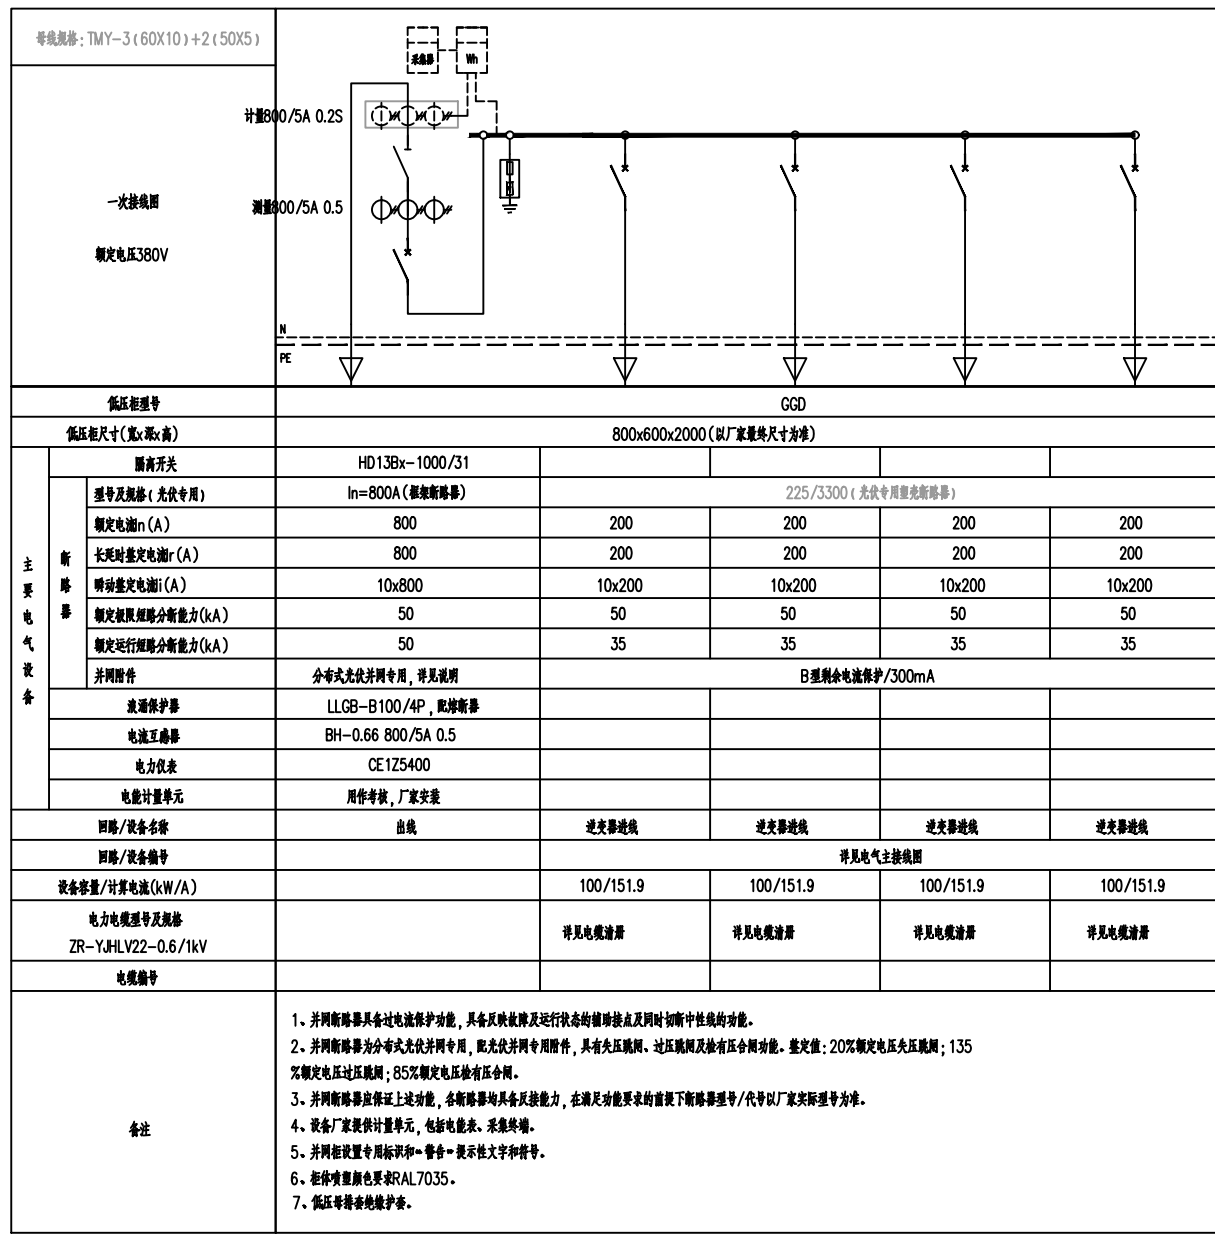 母线规格: TMY-3(60X10)+2(50X5)
采集器
Wh
计量800/5A 0.2S
测量800/5A 0.5
一次接线图
额定电压380V
N
PE
低压柜型号 GGD
低压柜尺寸(宽x深x高) 800x600x2000(以厂家最终尺寸为准)
主要电气设备
隔离开关 HD13Bx-1000/31
断路器
型号及规格(光伏专用) In=800A(框架断路器) 225/3300(光伏专用塑壳断路器)
额定电流In(A) 800 200 200 200 200
长延时整定电流Ir(A) 800 200 200 200 200
瞬动整定电流Ii(A) 10x800 10x200 10x200 10x200 10x200
额定极限短路分断能力(kA) 50 50 50 50 50
额定运行短路分断能力(kA) 50 35 35 35 35
并网附件 分布式光伏并网专用,详见说明 B型剩余电流保护/300mA
浪涌保护器 LLGB-B100/4P,配熔断器
电流互感器 BH-0.66 800/5A 0.5
电力仪表 CE1Z5400
电能计量单元 用作考核,厂家安装
回路/设备名称 出线 逆变器进线 逆变器进线 逆变器进线 逆变器进线
回路/设备编号 详见电气主接线图
设备容量/计算电流(kW/A) 100/151.9 100/151.9 100/151.9 100/151.9
电力电缆型号及规格
ZR-YJHLV22-0.6/1kV
详见电缆清册 详见电缆清册 详见电缆清册 详见电缆清册
电缆编号
备注
1、并网断路器具备过电流保护功能,具备反映故障及运行状态的辅助接点及同时切断中性线的功能。
2、并网断路器为分布式光伏并网专用,配光伏并网专用附件,具有失压跳闸、过压跳闸及检有压合闸功能。整定值:20%额定电压失压跳闸;135
%额定电压过压跳闸;85%额定电压检有压合闸。
3、并网断路器应保证上述功能,各断路器均具备反接能力,在满足功能要求的前提下断路器型号/代号以厂家实际型号为准。
4、设备厂家提供计量单元,包括电能表、采集终端。
5、并网柜设置专用标识和"警告"提示性文字和符号。
6、柜体喷塑颜色要求RAL7035。
7、低压母排套绝缘护套。